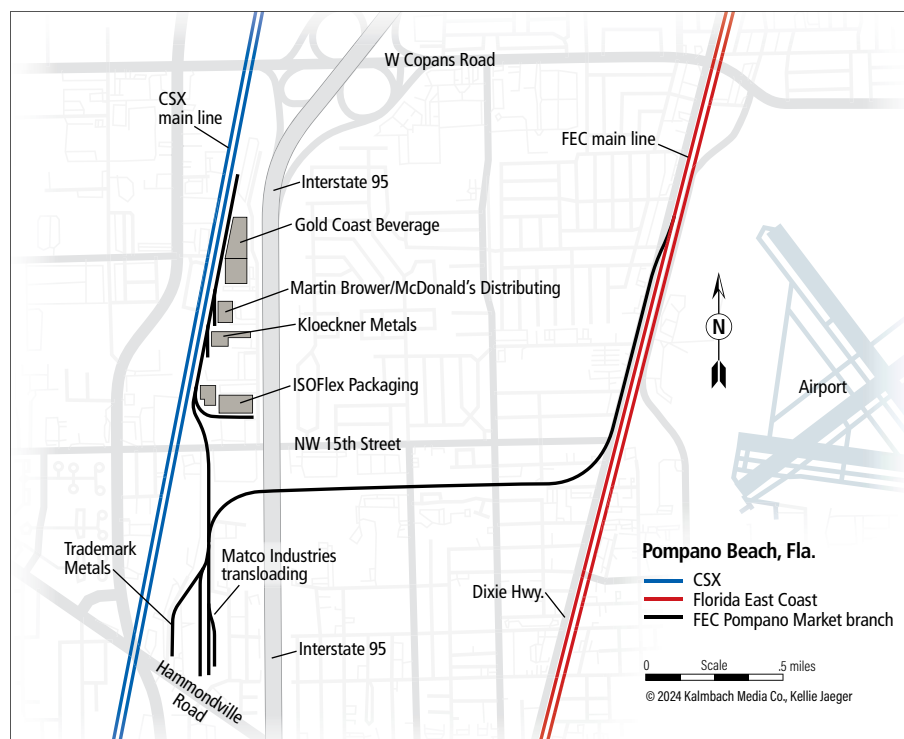 W Copans Road
CSX
main line
FEC main line
Interstate 95
Gold Coast Beverage
Martin Brower/McDonald's Distributing
Kloeckner Metals
N
ISOFlex Packaging
Airport
NW 15th Street
Trademark
Metals
Matco Industries
transloading
Dixie Hwy.
Interstate 95
Hammondville
Road
Pompano Beach, Fla.
CSX
Florida East Coast
FEC Pompano Market branch
0 Scale .5 miles
© 2024 Kalmbach Media Co., Kellie Jaeger